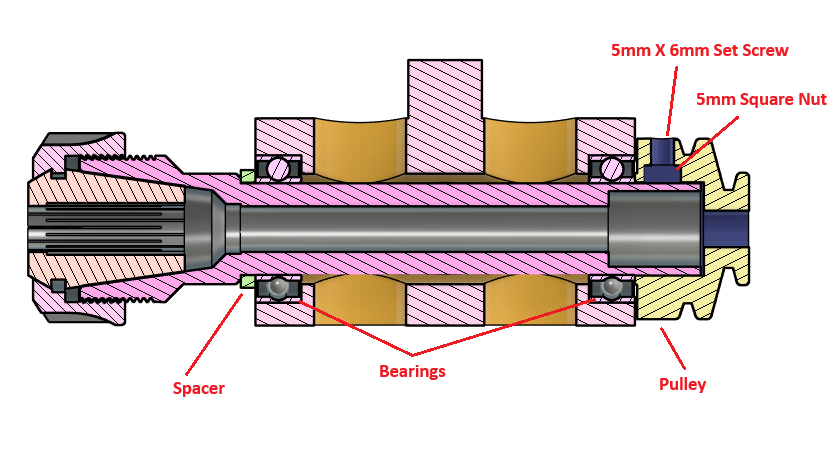 5mm X 6mm Set Screw
5mm Square Nut
Spacer
Bearings
Pulley